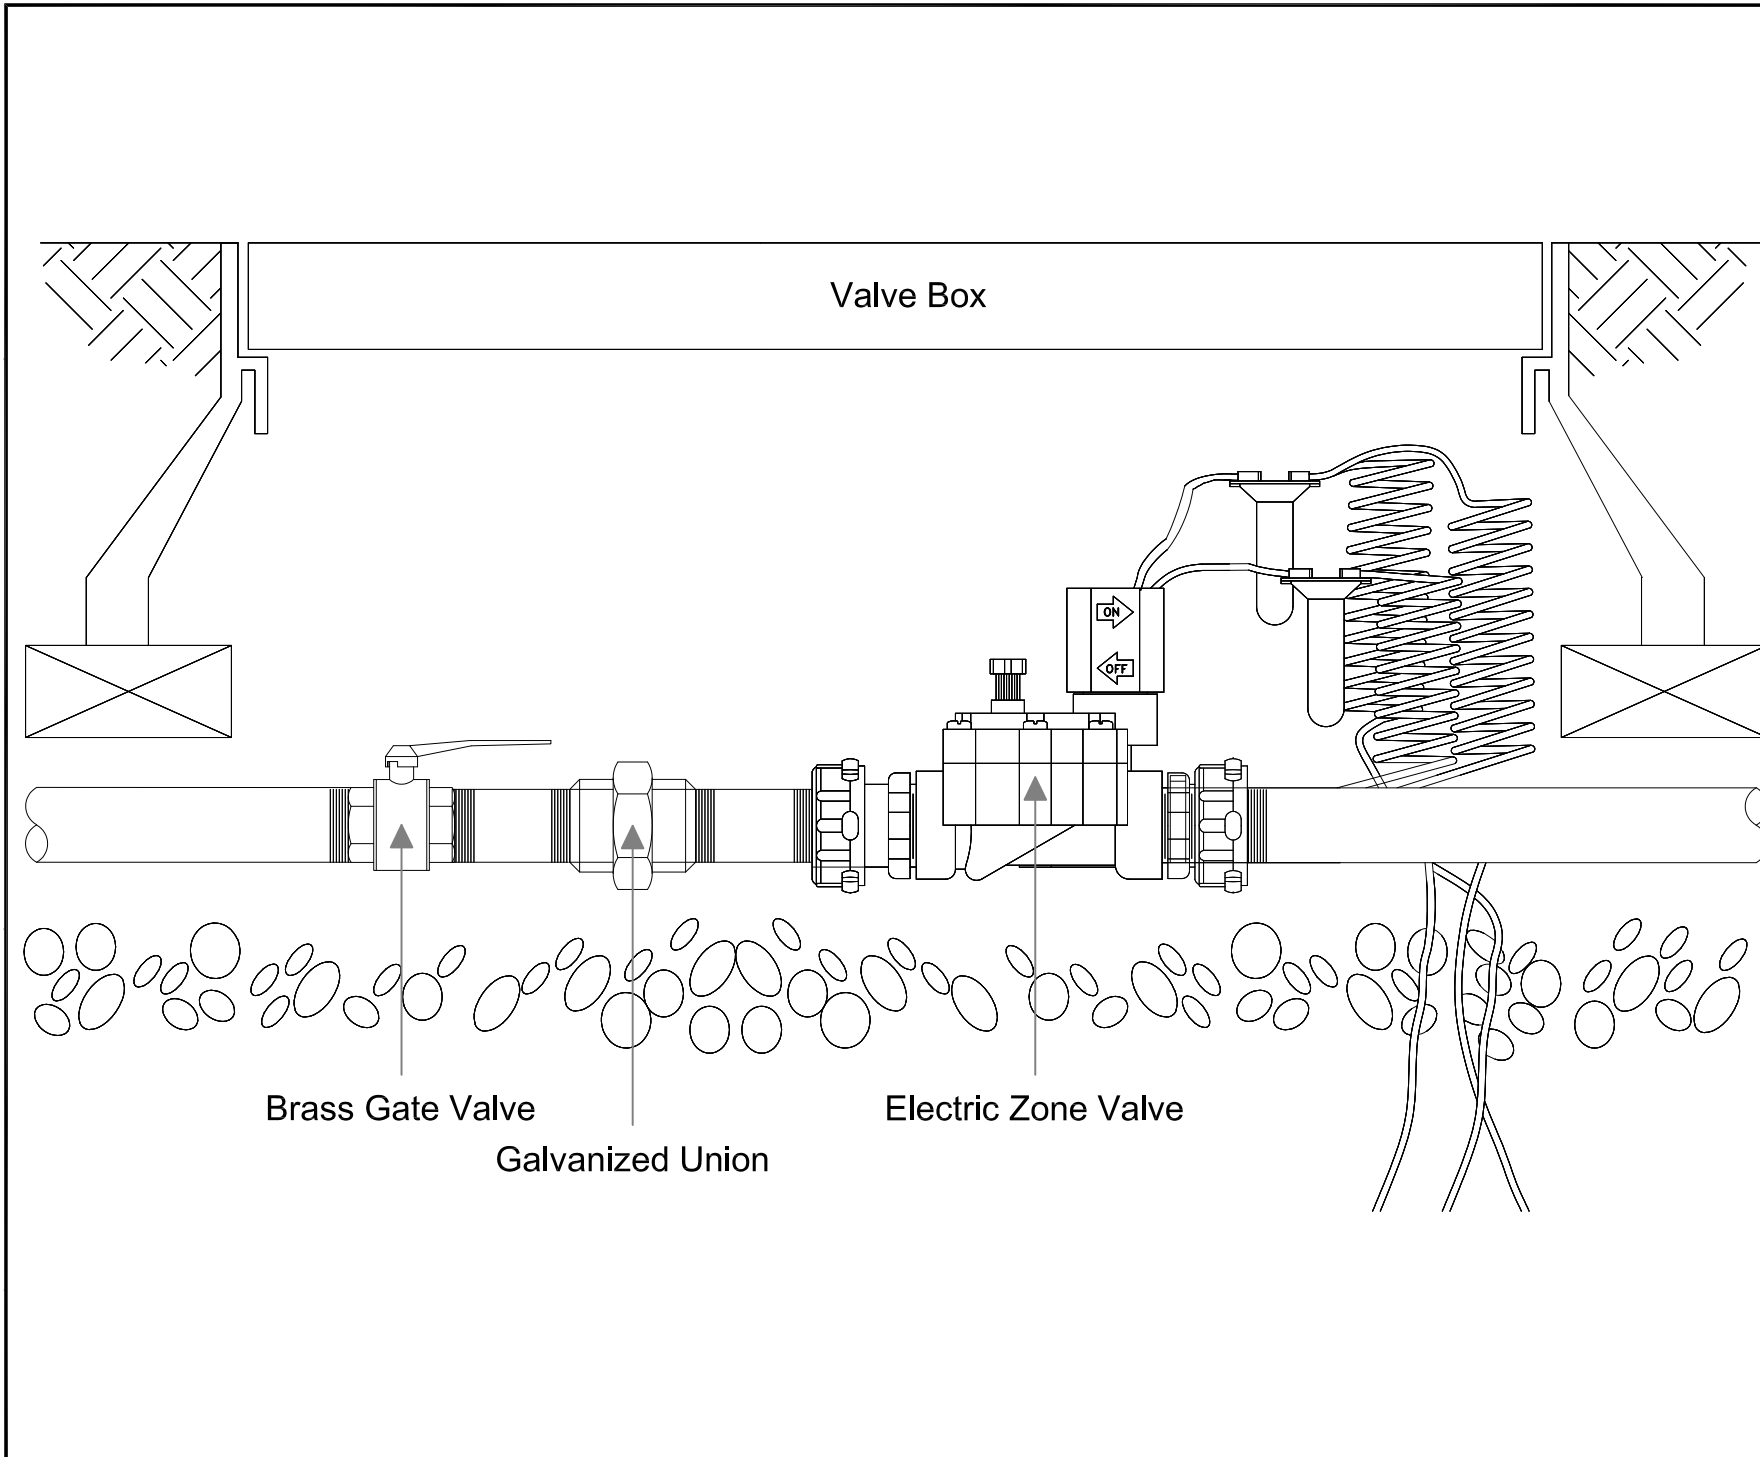 Valve Box
ON
OFF
Brass Gate Valve
Electric Zone Valve
Galvanized Union